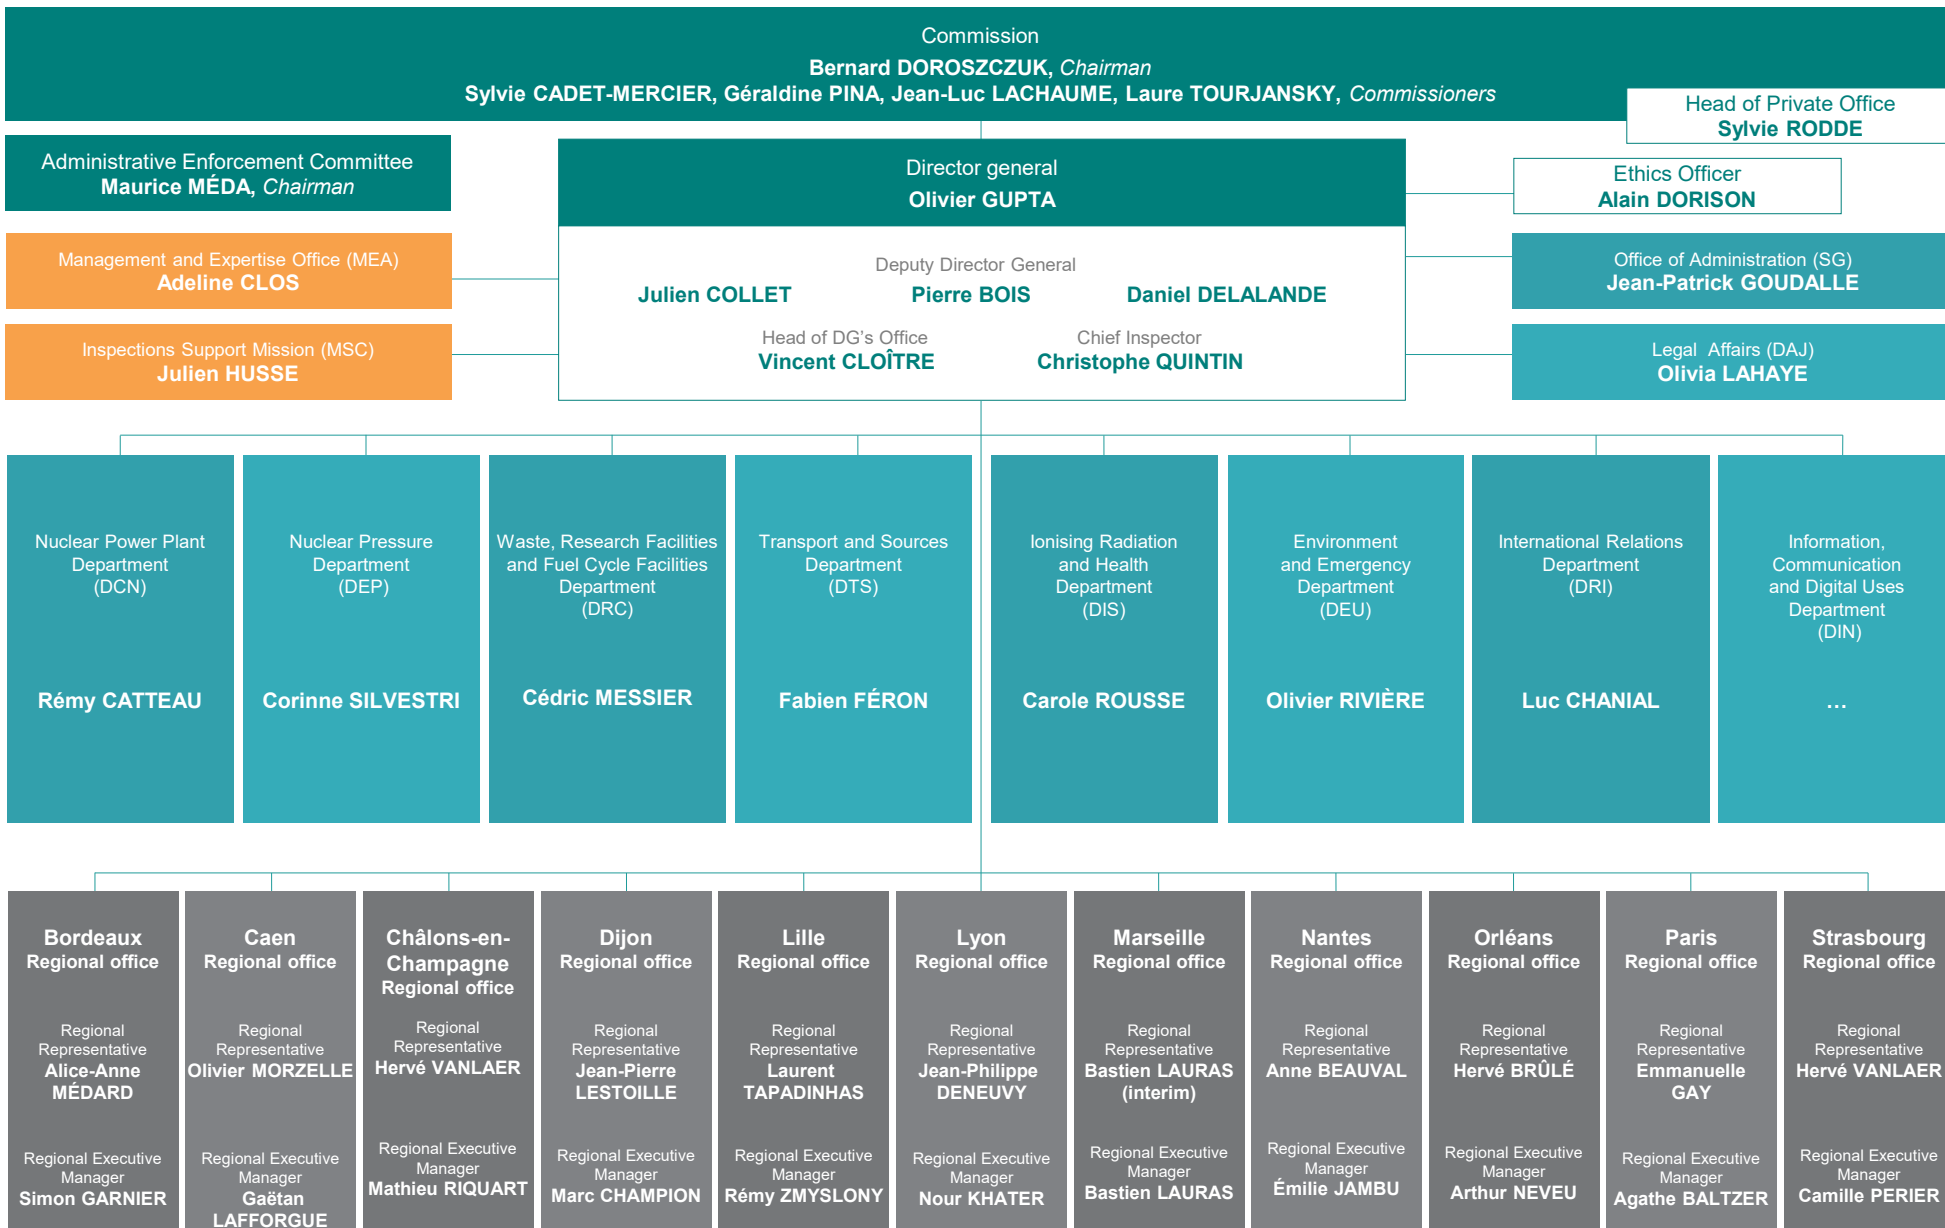 Commission
Bernard DOROSZCZUK, Chairman
Sylvie CADET-MERCIER, Géraldine PINA, Jean-Luc LACHAUME, Laure TOURJANSKY, Commissioners
Head of Private Office
Sylvie RODDE
Administrative Enforcement Committee
Maurice MÉDA, Chairman
Director general
Olivier GUPTA
Ethics Officer
Alain DORISON
Management and Expertise Office (MEA)
Adeline CLOS
Deputy Director General
Julien COLLET
Pierre BOIS
Daniel DELALANDE
Office of Administration (SG)
Jean-Patrick GOUDALLE
Inspections Support Mission (MSC)
Julien HUSSE
Head of DG's Office
Vincent CLOÎTRE
Chief Inspector
Christophe QUINTIN
Legal Affairs (DAJ)
Olivia LAHAYE
Nuclear Power Plant
Department
(DCN)
Rémy CATTEAU
Nuclear Pressure
Department
(DEP)
Corinne SILVESTRI
Waste, Research Facilities
and Fuel Cycle Facilities
Department
(DRC)
Cédric MESSIER
Transport and Sources
Department
(DTS)
Fabien FÉRON
Ionising Radiation
and Health
Department
(DIS)
Carole ROUSSE
Environment
and Emergency
Department
(DEU)
Olivier RIVIÈRE
International Relations
Department
(DRI)
Luc CHANIAL
Information,
Communication
and Digital Uses
Department
(DIN)
...
Bordeaux
Regional office
Regional
Representative
Alice-Anne
MÉDARD
Regional Executive
Manager
Simon GARNIER
Caen
Regional office
Regional
Representative
Olivier MORZELLE
Regional Executive
Manager
Gaëtan
LAFFORGUE
Châlons-en-
Champagne
Regional office
Regional
Representative
Hervé VANLAER
Regional Executive
Manager
Mathieu RIQUART
Dijon
Regional office
Regional
Representative
Jean-Pierre
LESTOILLE
Regional Executive
Manager
Marc CHAMPION
Lille
Regional office
Regional
Representative
Laurent
TAPADINHAS
Regional Executive
Manager
Rémy ZMYSLONY
Lyon
Regional office
Regional
Representative
Jean-Philippe
DENEUVY
Regional Executive
Manager
Nour KHATER
Marseille
Regional office
Regional
Representative
Bastien LAURAS
(interim)
Regional Executive
Manager
Bastien LAURAS
Nantes
Regional office
Regional
Representative
Anne BEAUVAL
Regional Executive
Manager
Émilie JAMBU
Orléans
Regional office
Regional
Representative
Hervé BRÛLÉ
Regional Executive
Manager
Arthur NEVEU
Paris
Regional office
Regional
Representative
Emmanuelle
GAY
Regional Executive
Manager
Agathe BALTZER
Strasbourg
Regional office
Regional
Representative
Hervé VANLAER
Regional Executive
Manager
Camille PERIER